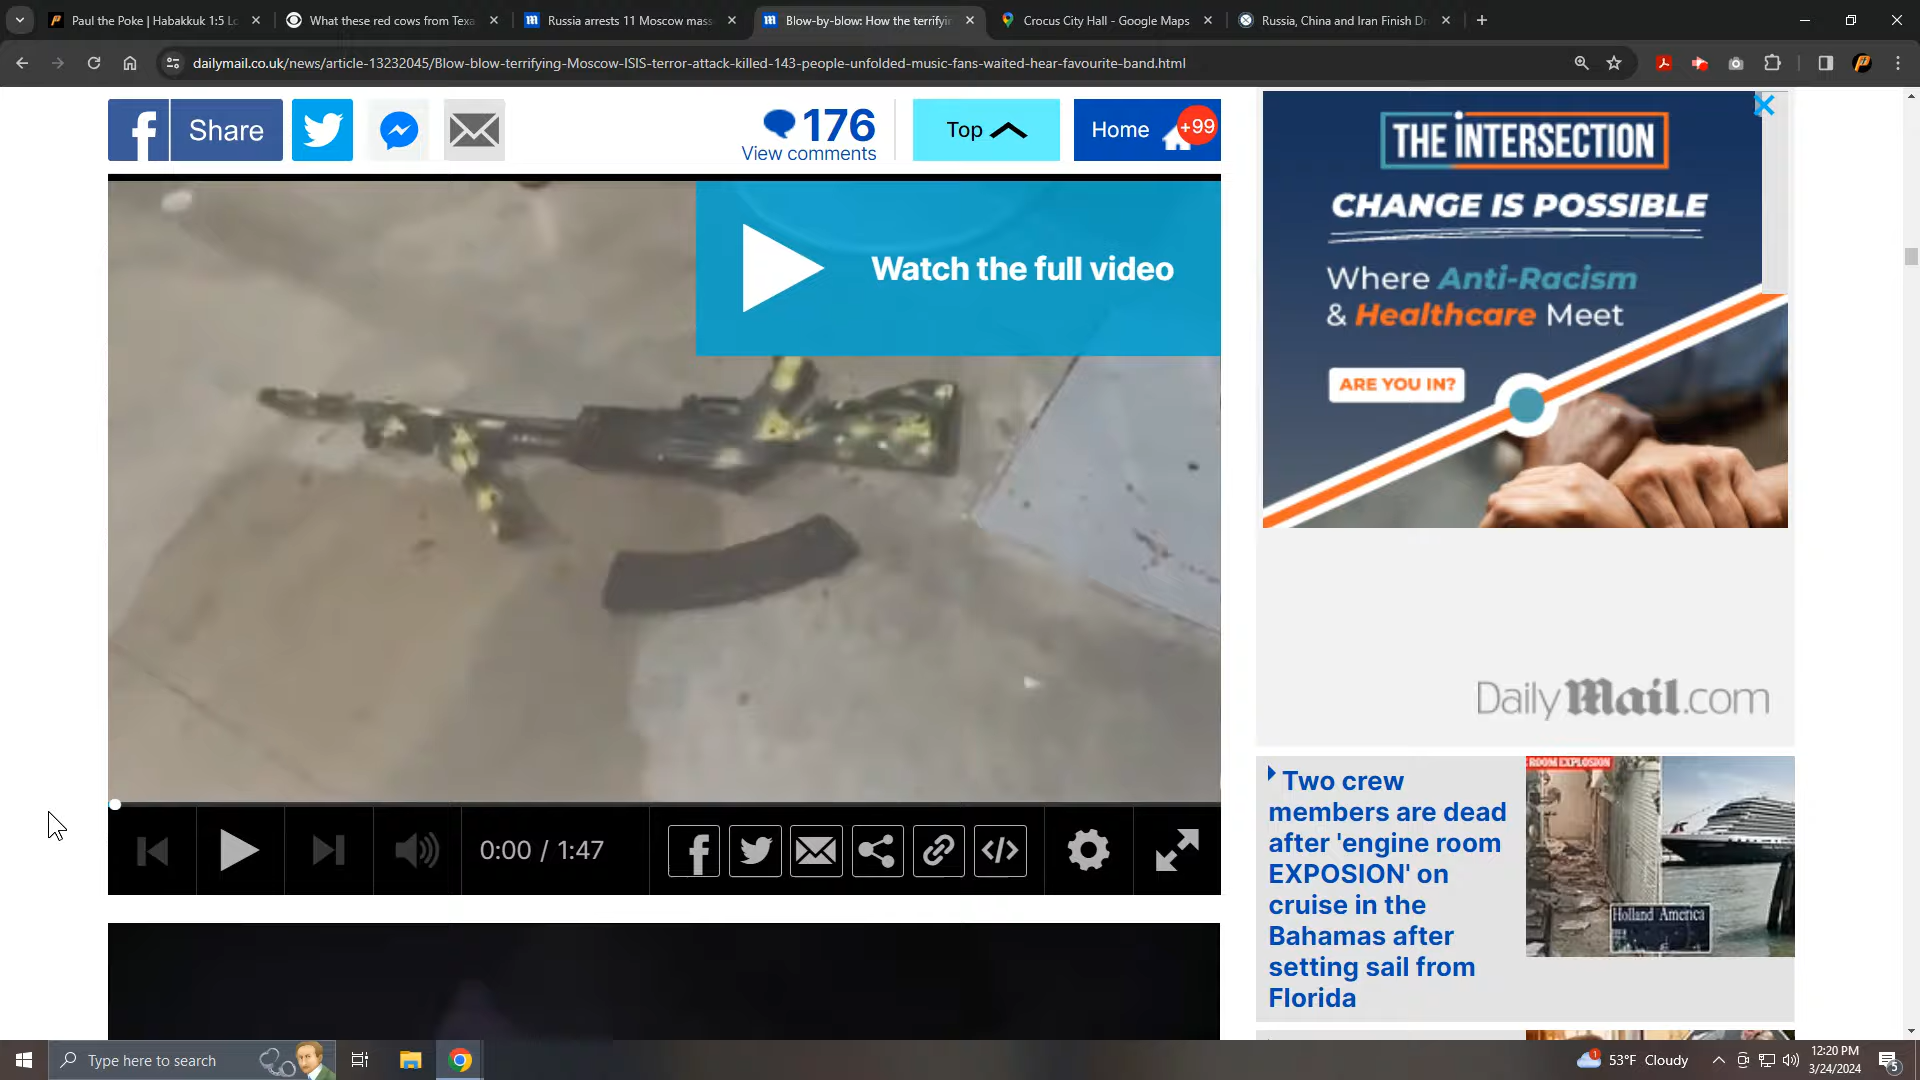 Paul the Poke | Habakkuk 1:5 Lo
What these red cows from Texa
Russia arrests 11 Moscow mass
Blow-by-blow: How the terrifyin
Crocus City Hall - Google Maps
Russia, China and Iran Finish Dr
dailymail.co.uk/news/article-13232045/Blow-blow-terrifying-Moscow-ISIS-terror-attack-killed-143-people-unfolded-music-fans-waited-hear-favourite-band.html
Share
176
View comments
Top
Home
+99
Watch the full video
0:00 / 1:47
THE INTERSECTION
CHANGE IS POSSIBLE
Where Anti-Racism
& Healthcare Meet
ARE YOU IN?
DailyMail.com
Two crew
members are dead
after 'engine room
EXPOSION' on
cruise in the
Bahamas after
setting sail from
Florida
ROOM EXPLOSION
Holland America
Type here to search
1
53°F Cloudy
12:20 PM
3/24/2024
5